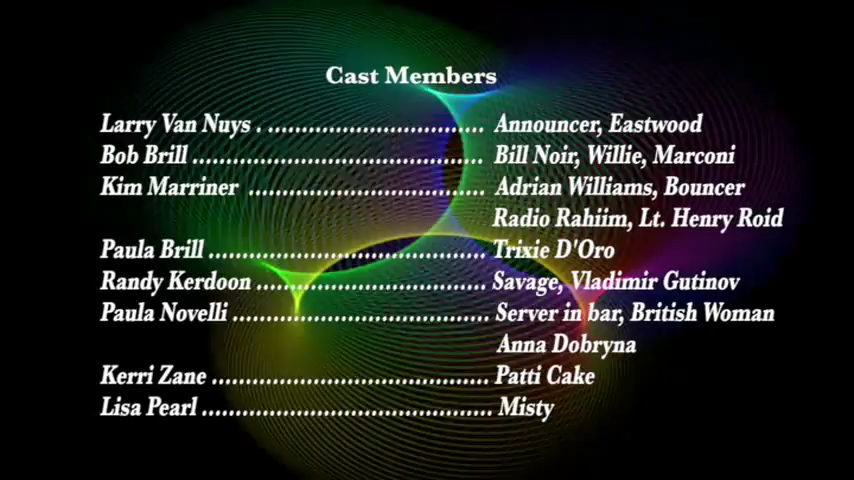 Cast Members
Larry Van Nuys . ................................. Announcer, Eastwood
Bob Brill ............................................ Bill Noir, Willie, Marconi
Kim Marriner .................................... Adrian Williams, Bouncer
Radio Rahiim, Lt. Henry Roid
Paula Brill .......................................... Trixie D'Oro
Randy Kerdoon ................................... Savage, Vladimir Gutinov
Paula Novelli ....................................... Server in bar, British Woman
Anna Dobryna
Kerri Zane .......................................... Patti Cake
Lisa Pearl ............................................ Misty